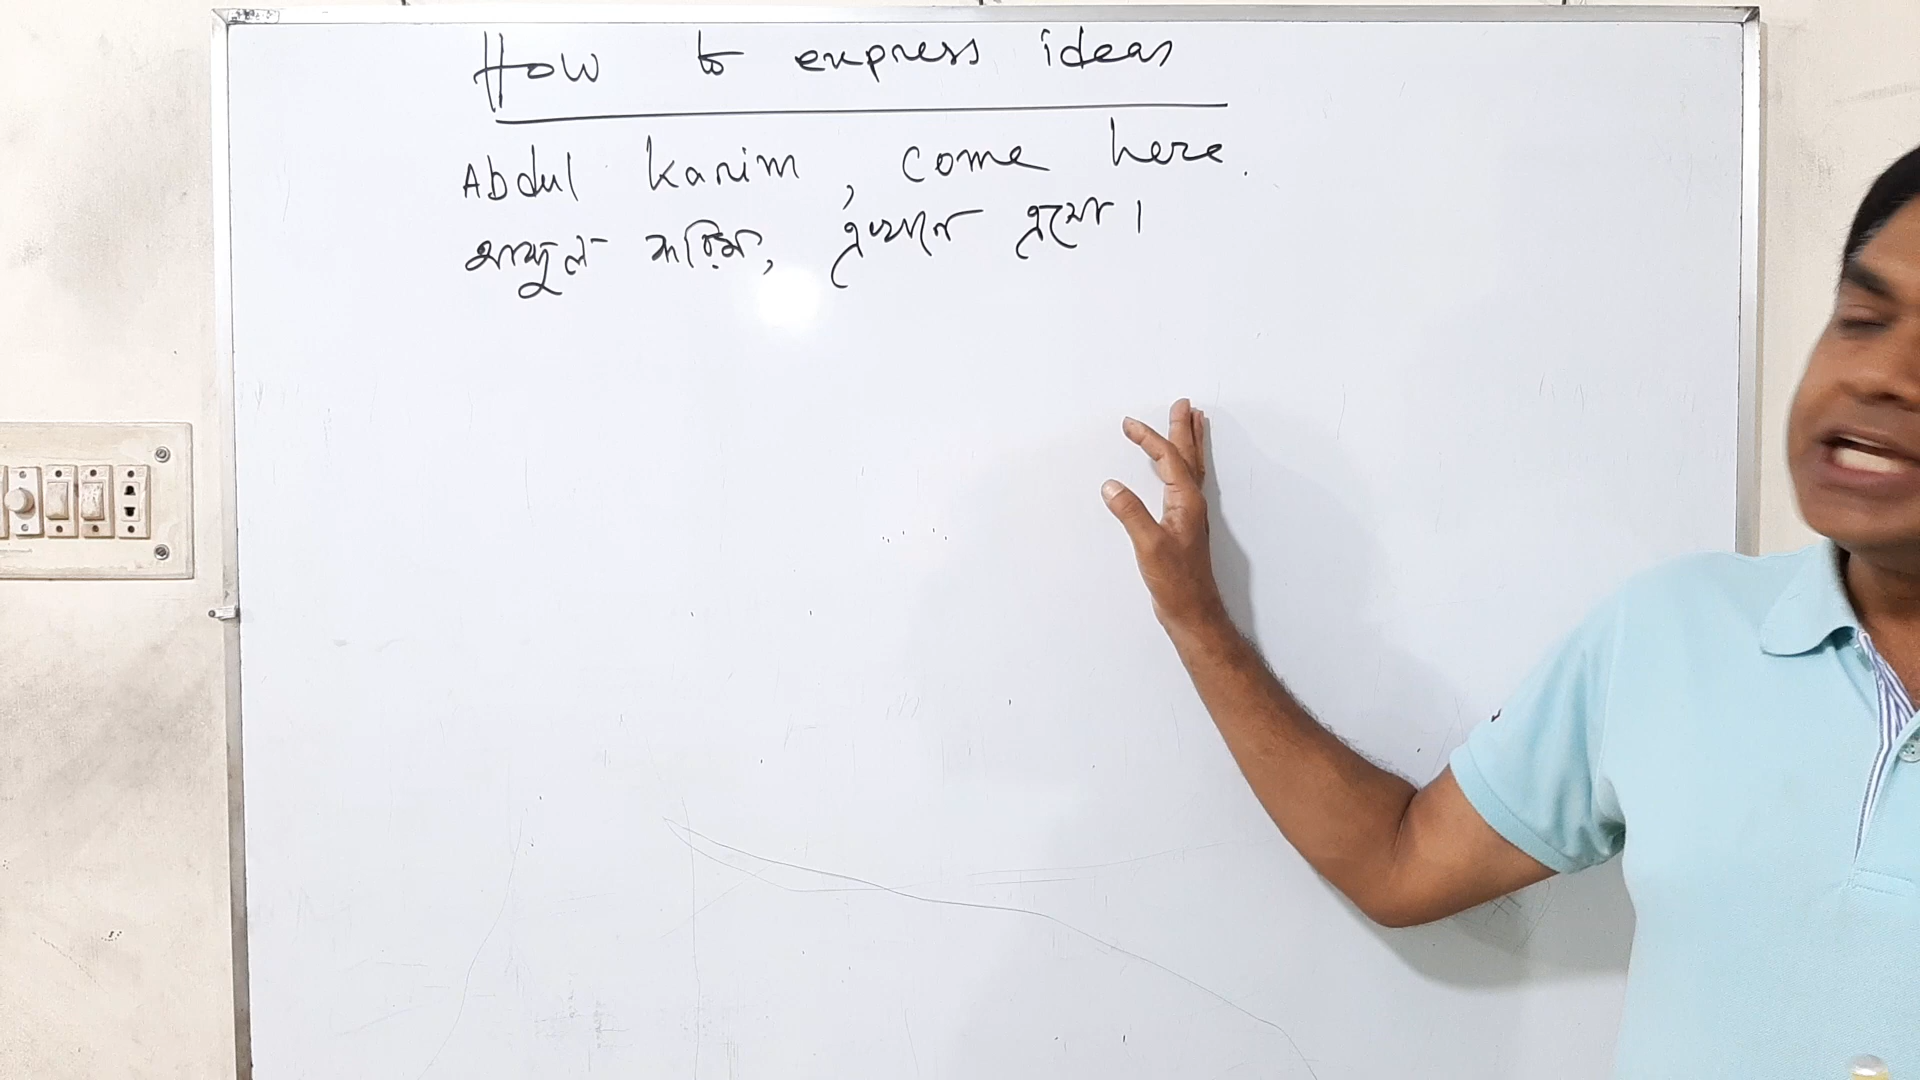 How to express ideas
Abdul Karim, come here.
আব্দুল করিম, এখানে এসো।